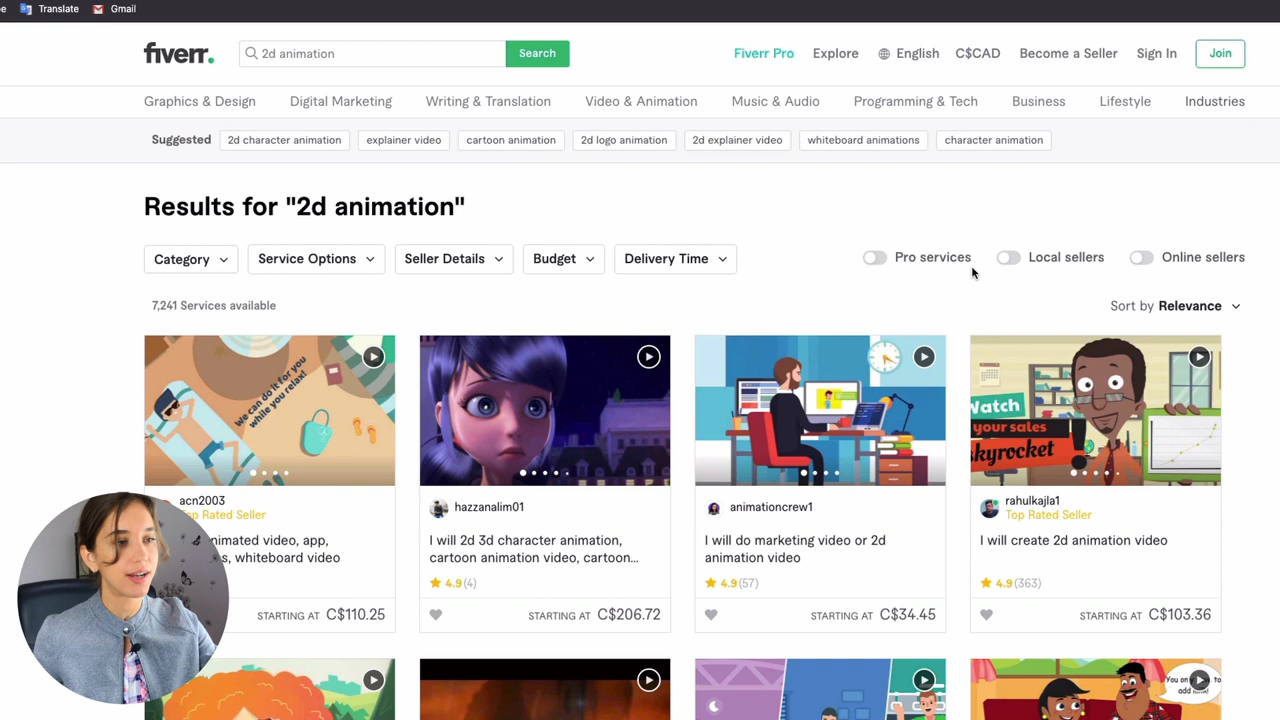 Translate Gmail
fiverr. 2d animation Search Fiverr Pro Explore English C$CAD Become a Seller Sign In Join
Graphics & Design Digital Marketing Writing & Translation Video & Animation Music & Audio Programming & Tech Business Lifestyle Industries
Suggested 2d character animation explainer video cartoon animation 2d logo animation 2d explainer video whiteboard animations character animation
Results for "2d animation"
Category Service Options Seller Details Budget Delivery Time Pro services Local sellers Online sellers
7,241 Services available Sort by Relevance
We can do it for you
while you relax!
Watch
your sales
skyrocket
acn2003
Top Rated Seller
animated video, app,
whiteboard video
STARTING AT C$110.25
hazzanalim01
I will 2d 3d character animation,
cartoon animation video, cartoon...
4.9 (4)
STARTING AT C$206.72
animationcrew1
I will do marketing video or 2d
animation video
4.9 (57)
STARTING AT C$34.45
rahulkajla1
Top Rated Seller
I will create 2d animation video
4.9 (363)
STARTING AT C$103.36